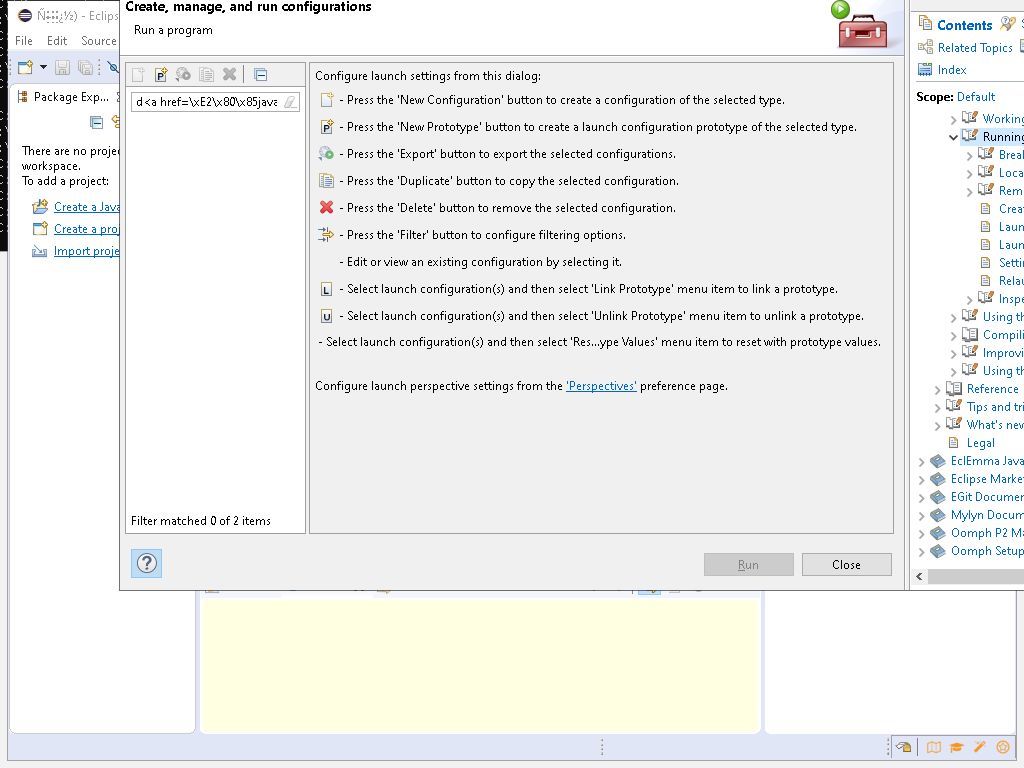 Create, manage, and run configurations
Run a program
- Eclips
File Edit Source
Package Exp...
There are no proje
workspace.
To add a project:
Create a Java
Create a proj
Import proje
d<a href=\xE2\x80\x85java
Filter matched 0 of 2 items
Configure launch settings from this dialog:
- Press the 'New Configuration' button to create a configuration of the selected type.
- Press the 'New Prototype' button to create a launch configuration prototype of the selected type.
- Press the 'Export' button to export the selected configurations.
- Press the 'Duplicate' button to copy the selected configuration.
- Press the 'Delete' button to remove the selected configuration.
- Press the 'Filter' button to configure filtering options.
- Edit or view an existing configuration by selecting it.
L - Select launch configuration(s) and then select 'Link Prototype' menu item to link a prototype.
U - Select launch configuration(s) and then select 'Unlink Prototype' menu item to unlink a prototype.
- Select launch configuration(s) and then select 'Res...ype Values' menu item to reset with prototype values.
Configure launch perspective settings from the 'Perspectives' preference page.
Run Close
Contents
Related Topics
Index
Scope: Default
Working
Running
Break
Loca
Rem
Creat
Laun
Laun
Settin
Relau
Inspe
Using th
Compili
Improvi
Using th
Reference
Tips and tri
What's new
Legal
EclEmma Java
Eclipse Marke
EGit Documen
Mylyn Docum
Oomph P2 Ma
Oomph Setup